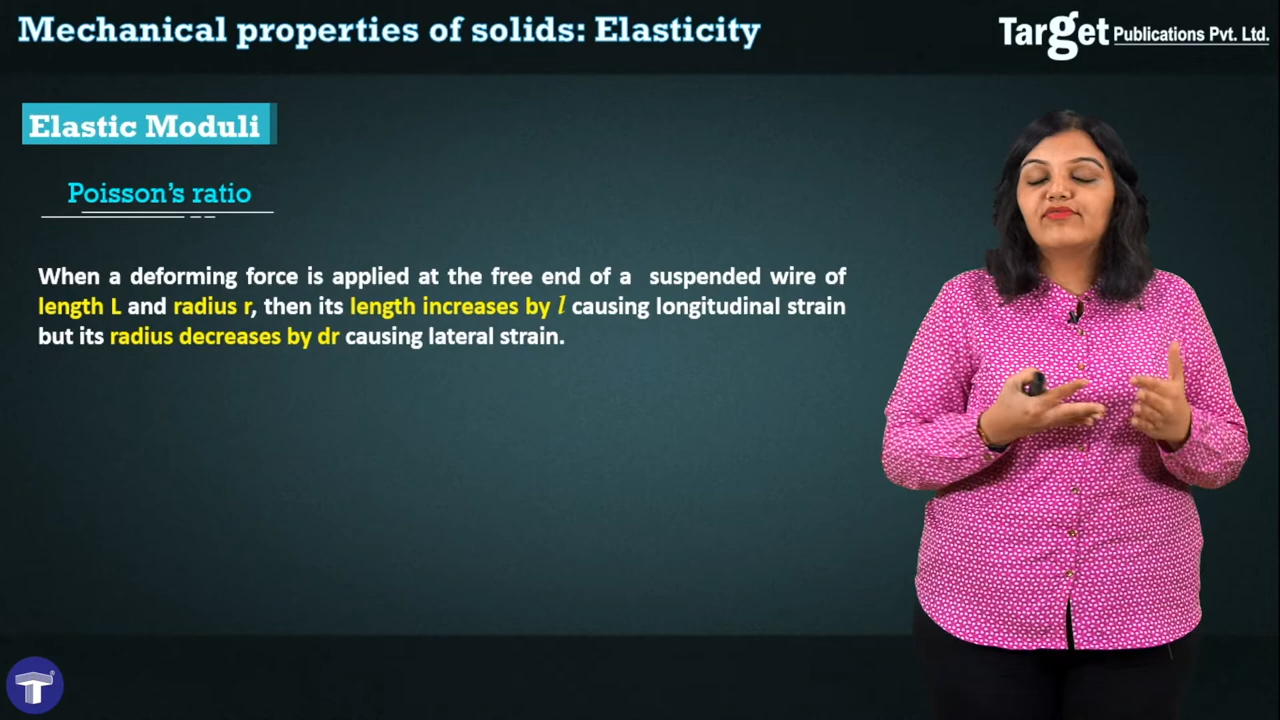 Mechanical properties of solids: Elasticity
Target Publications Pvt. Ltd.
Elastic Moduli
Poisson's ratio
When a deforming force is applied at the free end of a suspended wire of
length L and radius r, then its length increases by l causing longitudinal strain
but its radius decreases by dr causing lateral strain.
T
®